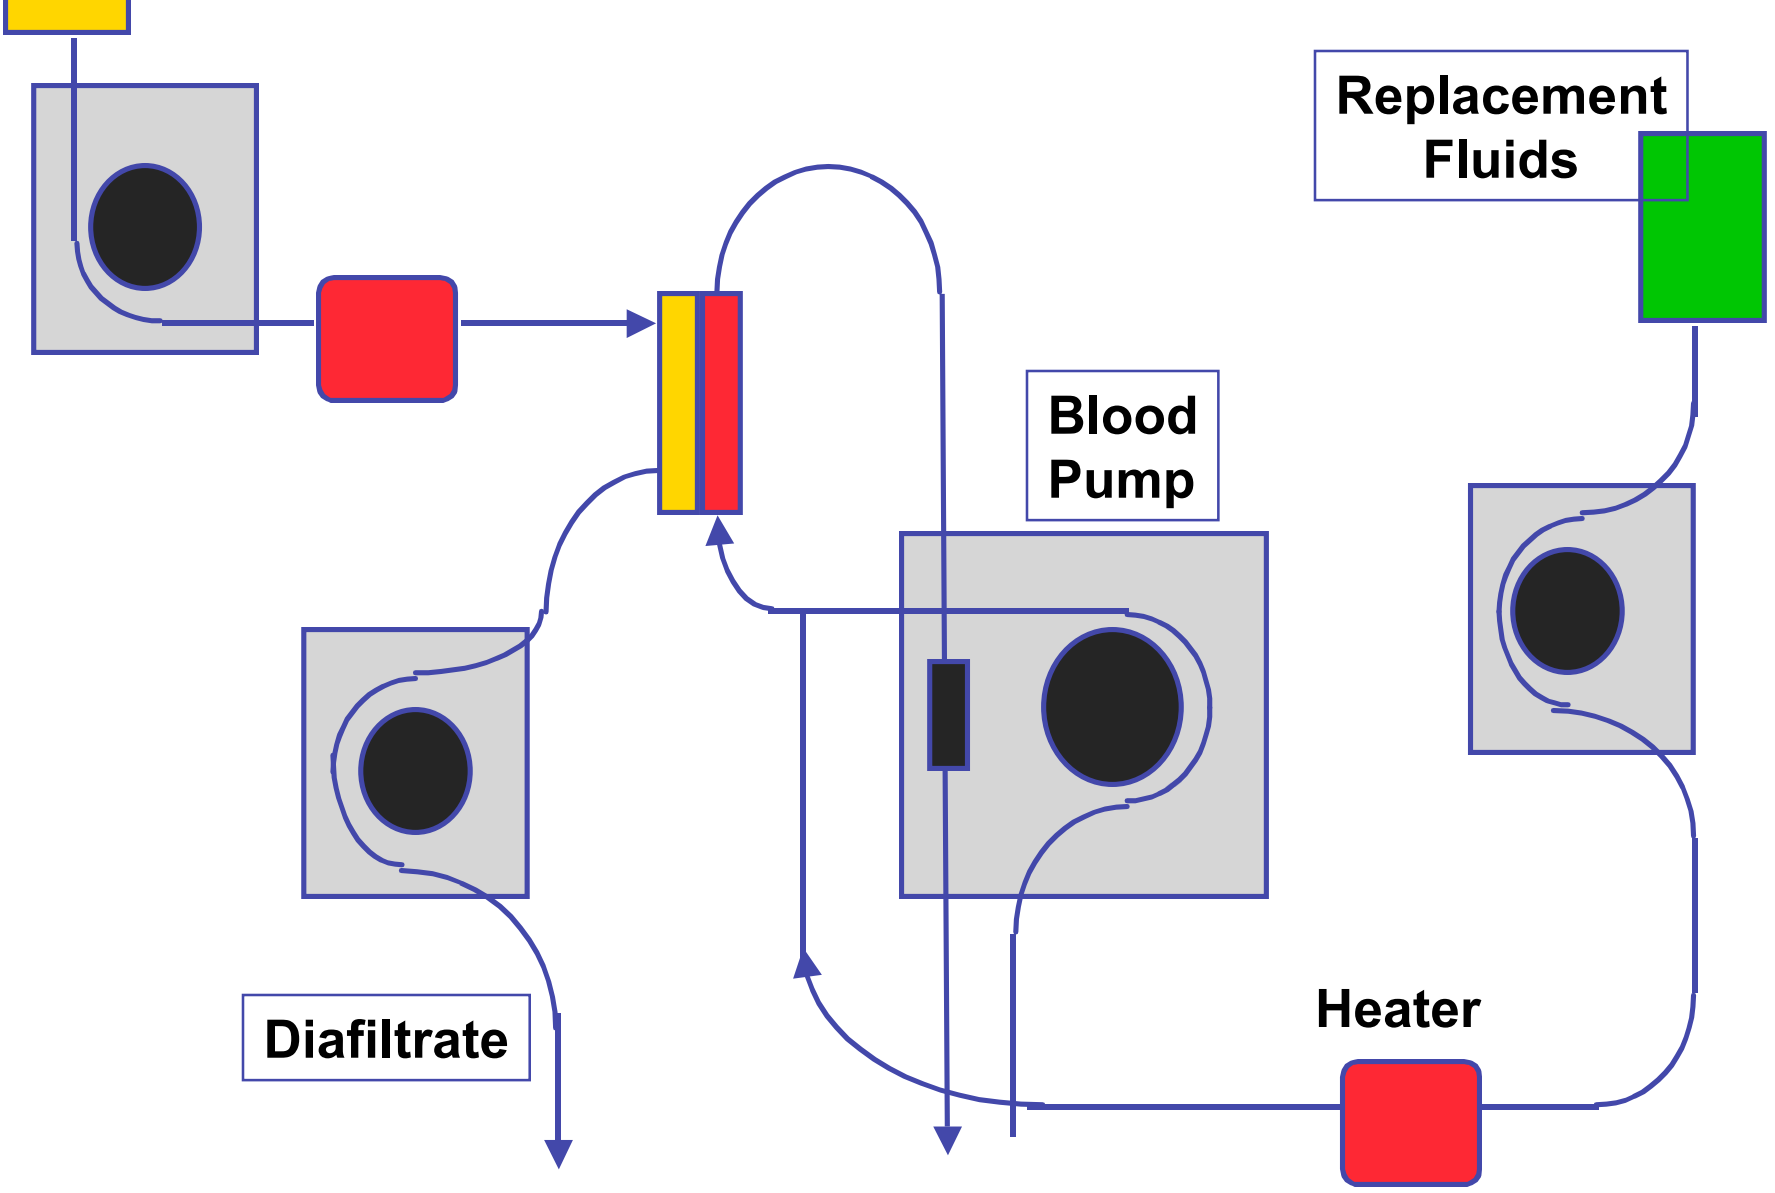 Replacement
Fluids
Blood
Pump
Heater
Diafiltrate